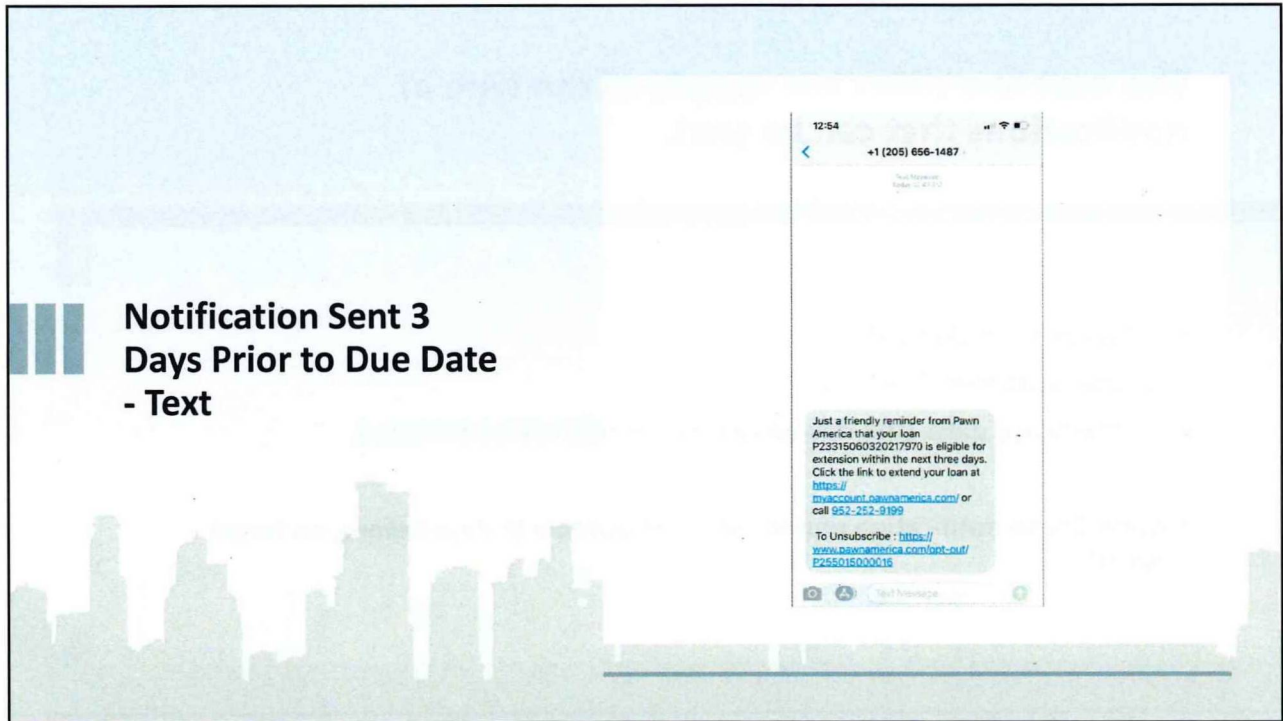 Notification Sent 3
Days Prior to Due Date
- Text
12:54
+1 (205) 656-1487
Just a friendly reminder from Pawn
America that your loan
P23315060320217970 is eligible for
extension within the next three days.
Click the link to extend your loan at
https://
myaccount.pawnamerica.com/ or
call 952-252-9199
To Unsubscribe : https://
www.pawnamerica.com/opt-out/
P255015000016
Text Message